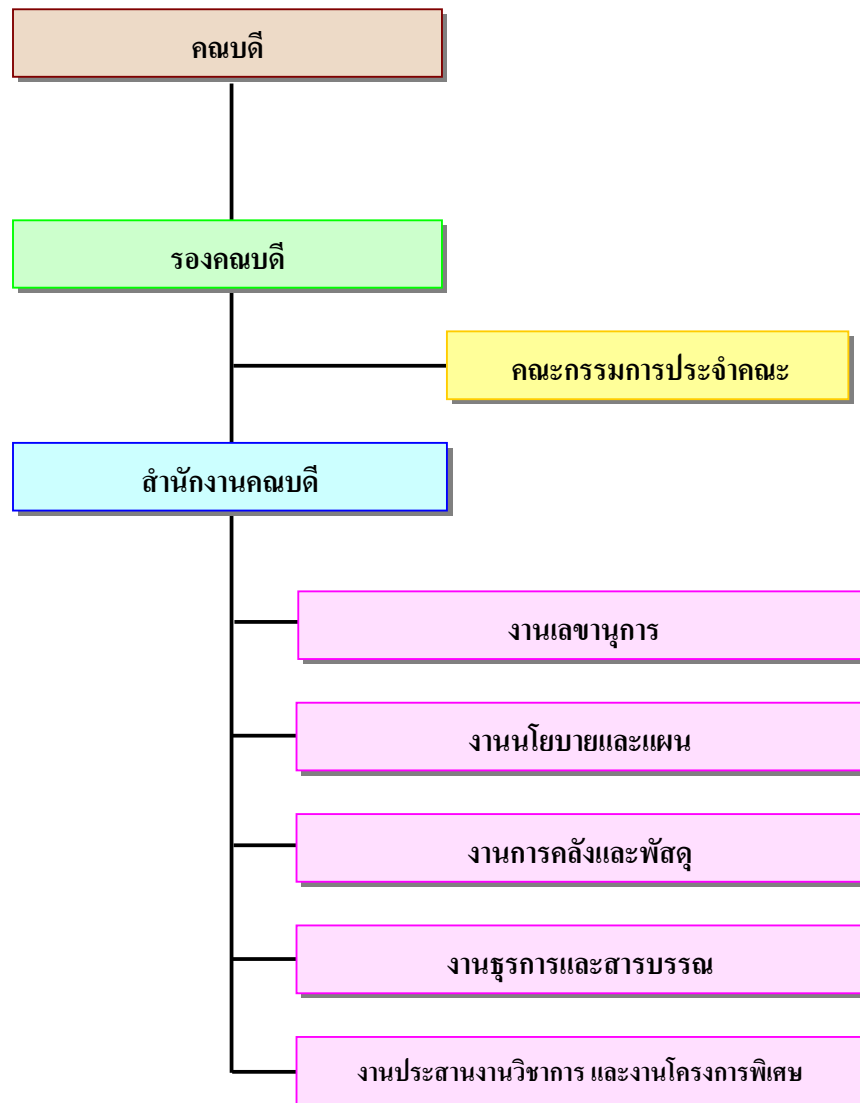 คณบดี
รองคณบดี
คณะกรรมการประจำคณะ
สำนักงานคณบดี
งานเลขานุการ
งานนโยบายและแผน
งานการคลังและพัสดุ
งานธุรการและสารบรรณ
งานประสานงานวิชาการ และงานโครงการพิเศษ